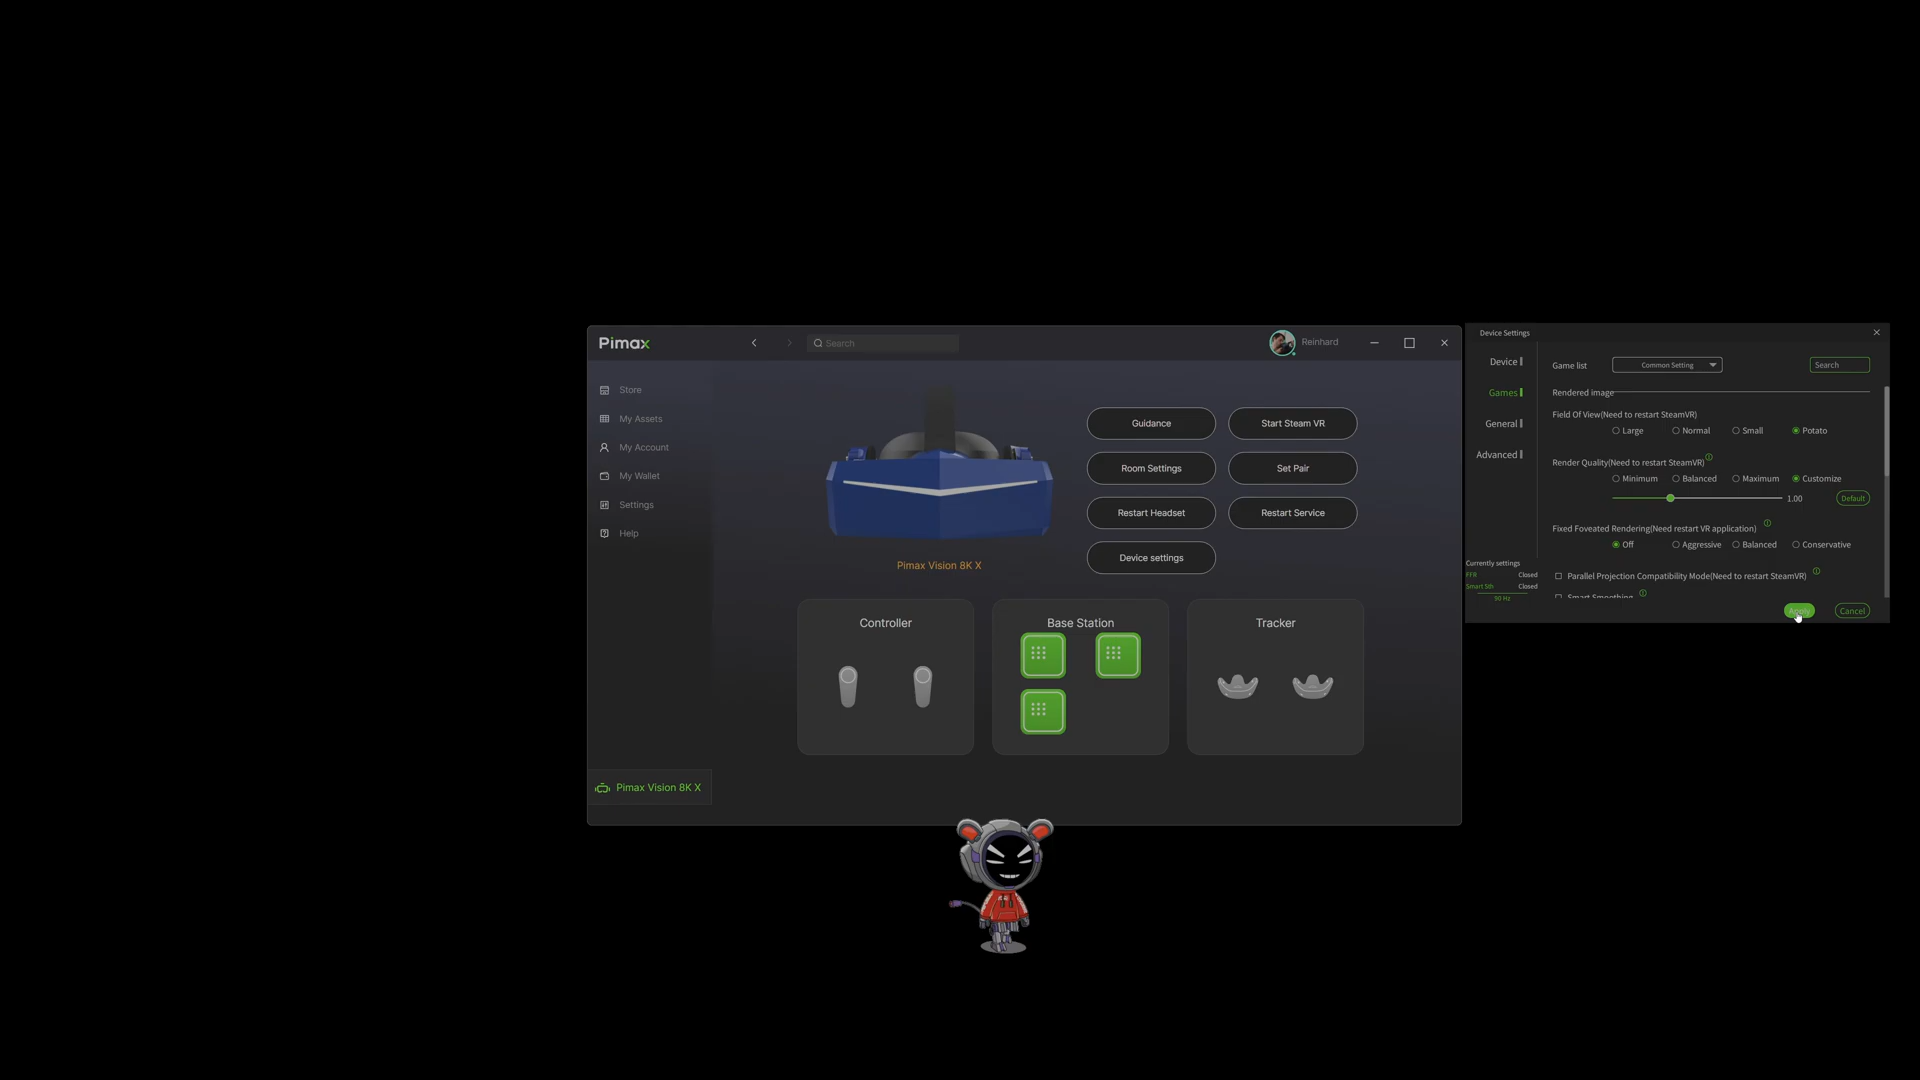 Pimax
Search
Reinhard
Store
My Assets
My Account
My Wallet
Settings
Help
Pimax Vision 8K X
Pimax Vision 8K X
Guidance
Start Steam VR
Room Settings
Set Pair
Restart Headset
Restart Service
Device settings
Controller
Base Station
Tracker
Device Settings
Device
Games
General
Advanced
Currently settings
FFR Closed
Smart Sth Closed
90 Hz
Game list Common Setting Search
Rendered image
Field Of View(Need to restart SteamVR)
Large Normal Small Potato
Render Quality(Need to restart SteamVR)
Minimum Balanced Maximum Customize
1.00 Default
Fixed Foveated Rendering(Need restart VR application)
Off Aggressive Balanced Conservative
Parallel Projection Compatibility Mode(Need to restart SteamVR)
Smart Smoothing
Apply Cancel